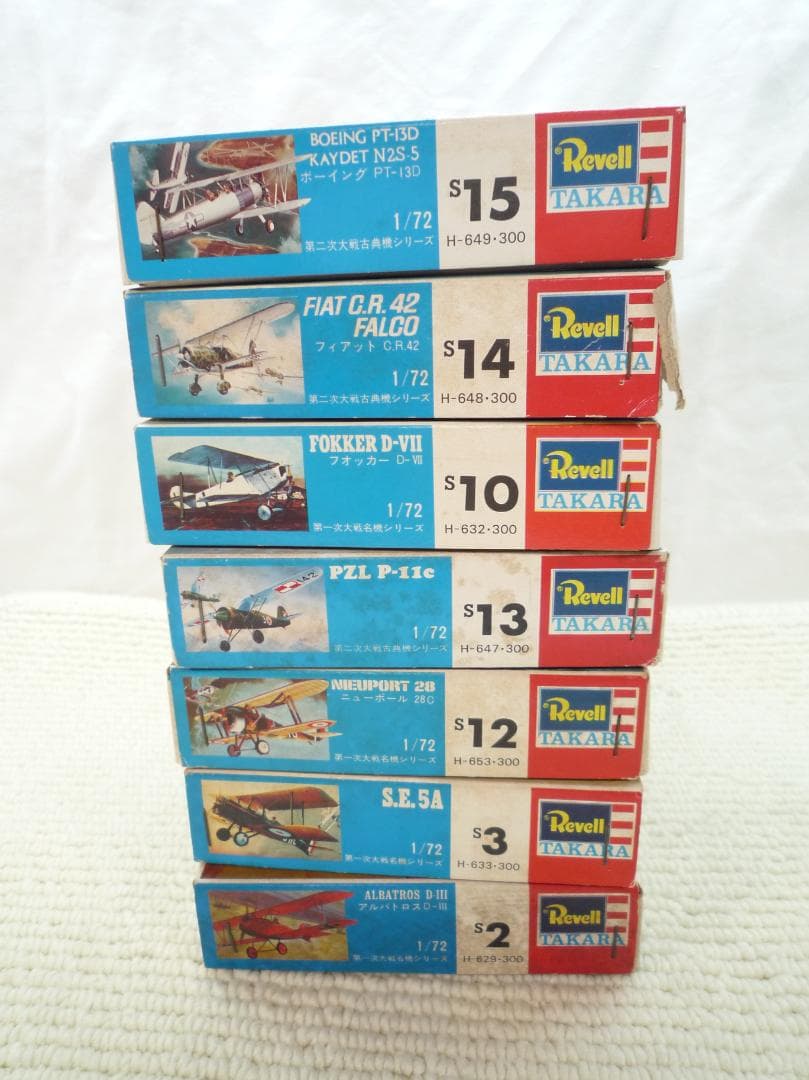 BOEING PT-13D
KAYDET N2S-5
ボーイング PT-13D
1/72
第二次大戦古典機シリーズ
S15
H-649・300
Revell
TAKARA
FIAT C.R. 42
FALCO
フィアット C.R.42
1/72
第二次大戦古典機シリーズ
S14
H-648・300
Revell
TAKARA
FOKKER D-VII
フオッカー D-VII
1/72
第一次大戦名機シリーズ
S10
H-632・300
Revell
TAKARA
PZL P-11c
1/72
第二次大戦古典機シリーズ
S13
H-647・300
Revell
TAKARA
NIEUPORT 28
ニューポール 28C
1/72
第一次大戦名機シリーズ
S12
H-653・300
Revell
TAKARA
S.E.5A
1/72
第一次大戦名機シリーズ
S3
H-633・300
Revell
TAKARA
ALBATROS D-III
アルバトロスD-III
1/72
第一次大戦名機シリーズ
S2
H-629・300
Revell
TAKARA